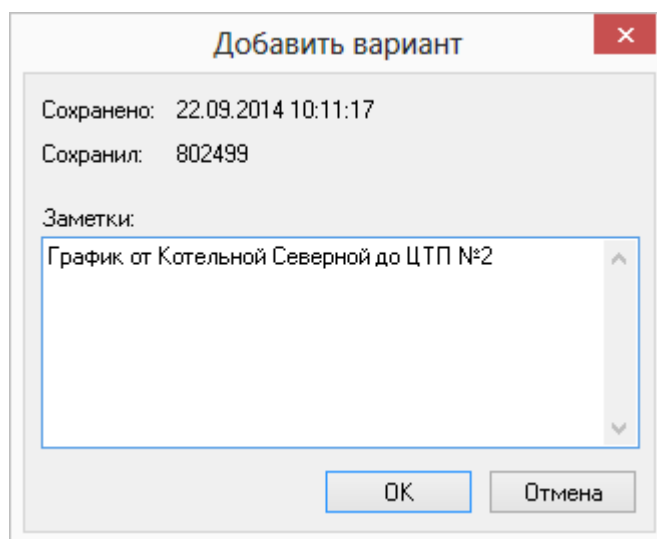 Добавить вариант
Сохранено: 22.09.2014 10:11:17
Сохранил: 802499
Заметки:
График от Котельной Северной до ЦТП №2
OK
Отмена